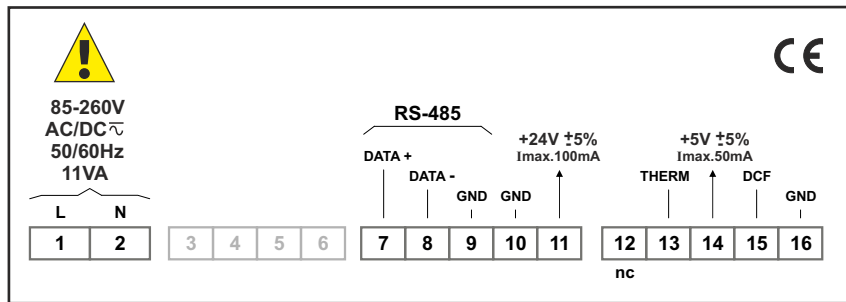 !
CE
85-260V
AC/DC
50/60Hz
11VA
L N
RS-485
DATA +
DATA -
GND
GND
+24V ±5%
Imax.100mA
+5V ±5%
Imax.50mA
THERM
DCF
GND
1 2 3 4 5 6 7 8 9 10 11 12 13 14 15 16
nc